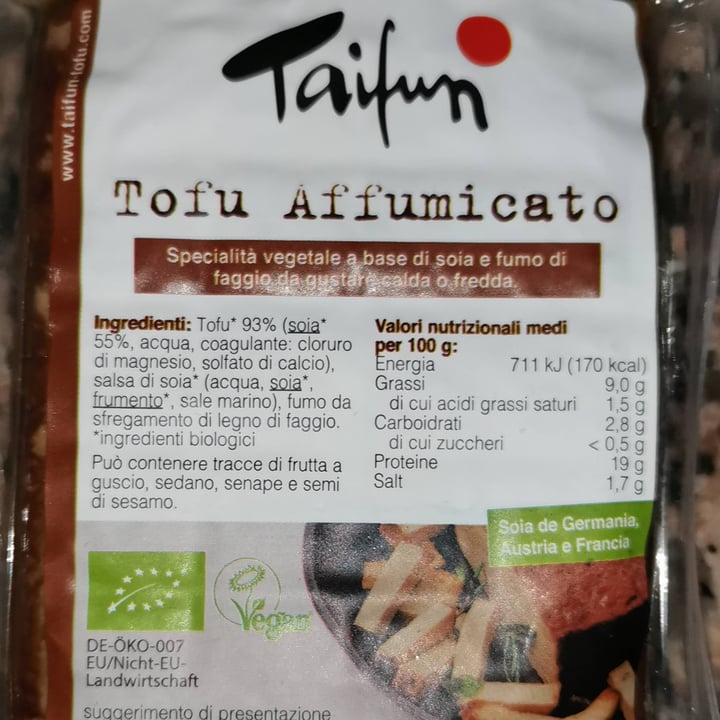 www.taifun-tofu.com
Taifun
Tofu Affumicato
Specialità vegetale a base di soia e fumo di
faggio da gustare calda o fredda.
Ingredienti: Tofu* 93% (soia*
55%, acqua, coagulante: cloruro
di magnesio, solfato di calcio),
salsa di soia* (acqua, soia*,
frumento*, sale marino), fumo da
sfregamento di legno di faggio.
*ingredienti biologici
Può contenere tracce di frutta a
guscio, sedano, senape e semi
di sesamo.
Valori nutrizionali medi
per 100 g:
Energia 711 kJ (170 kcal)
Grassi 9,0 g
di cui acidi grassi saturi 1,5 g
Carboidrati 2,8 g
di cui zuccheri < 0,5 g
Proteine 19 g
Salt 1,7 g
Soia de Germania,
Austria e Francia
Vegan
DE-ÖKO-007
EU/Nicht-EU-
Landwirtschaft
suggerimento di presentazione